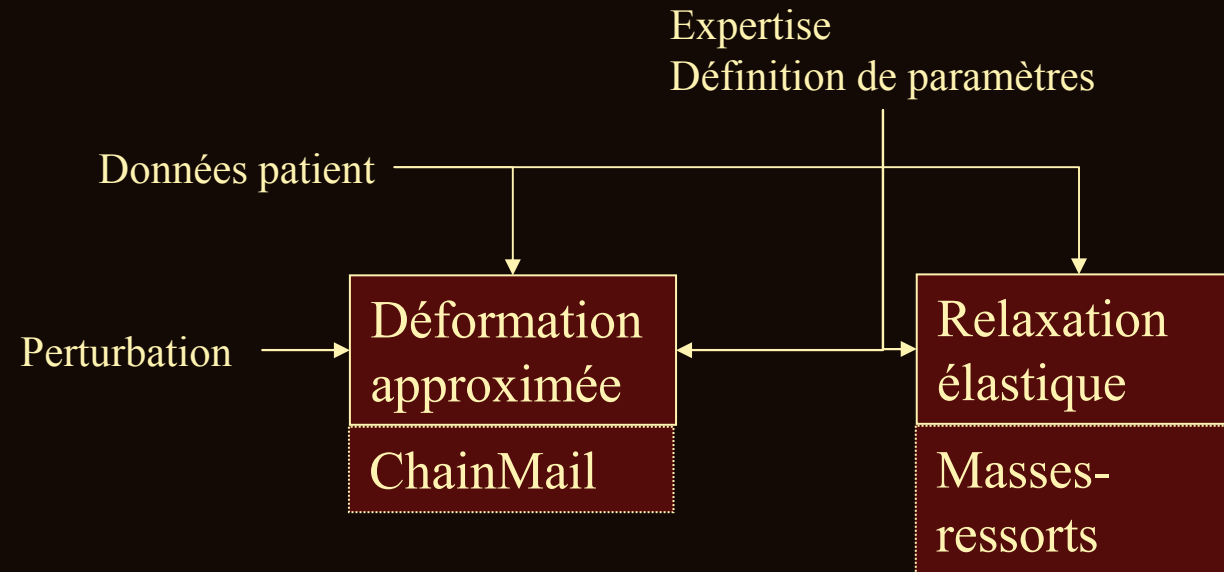 Expertise
Définition de paramètres
Données patient
Perturbation
Déformation
approximée
ChainMail
Relaxation
élastique
Masses-
ressorts